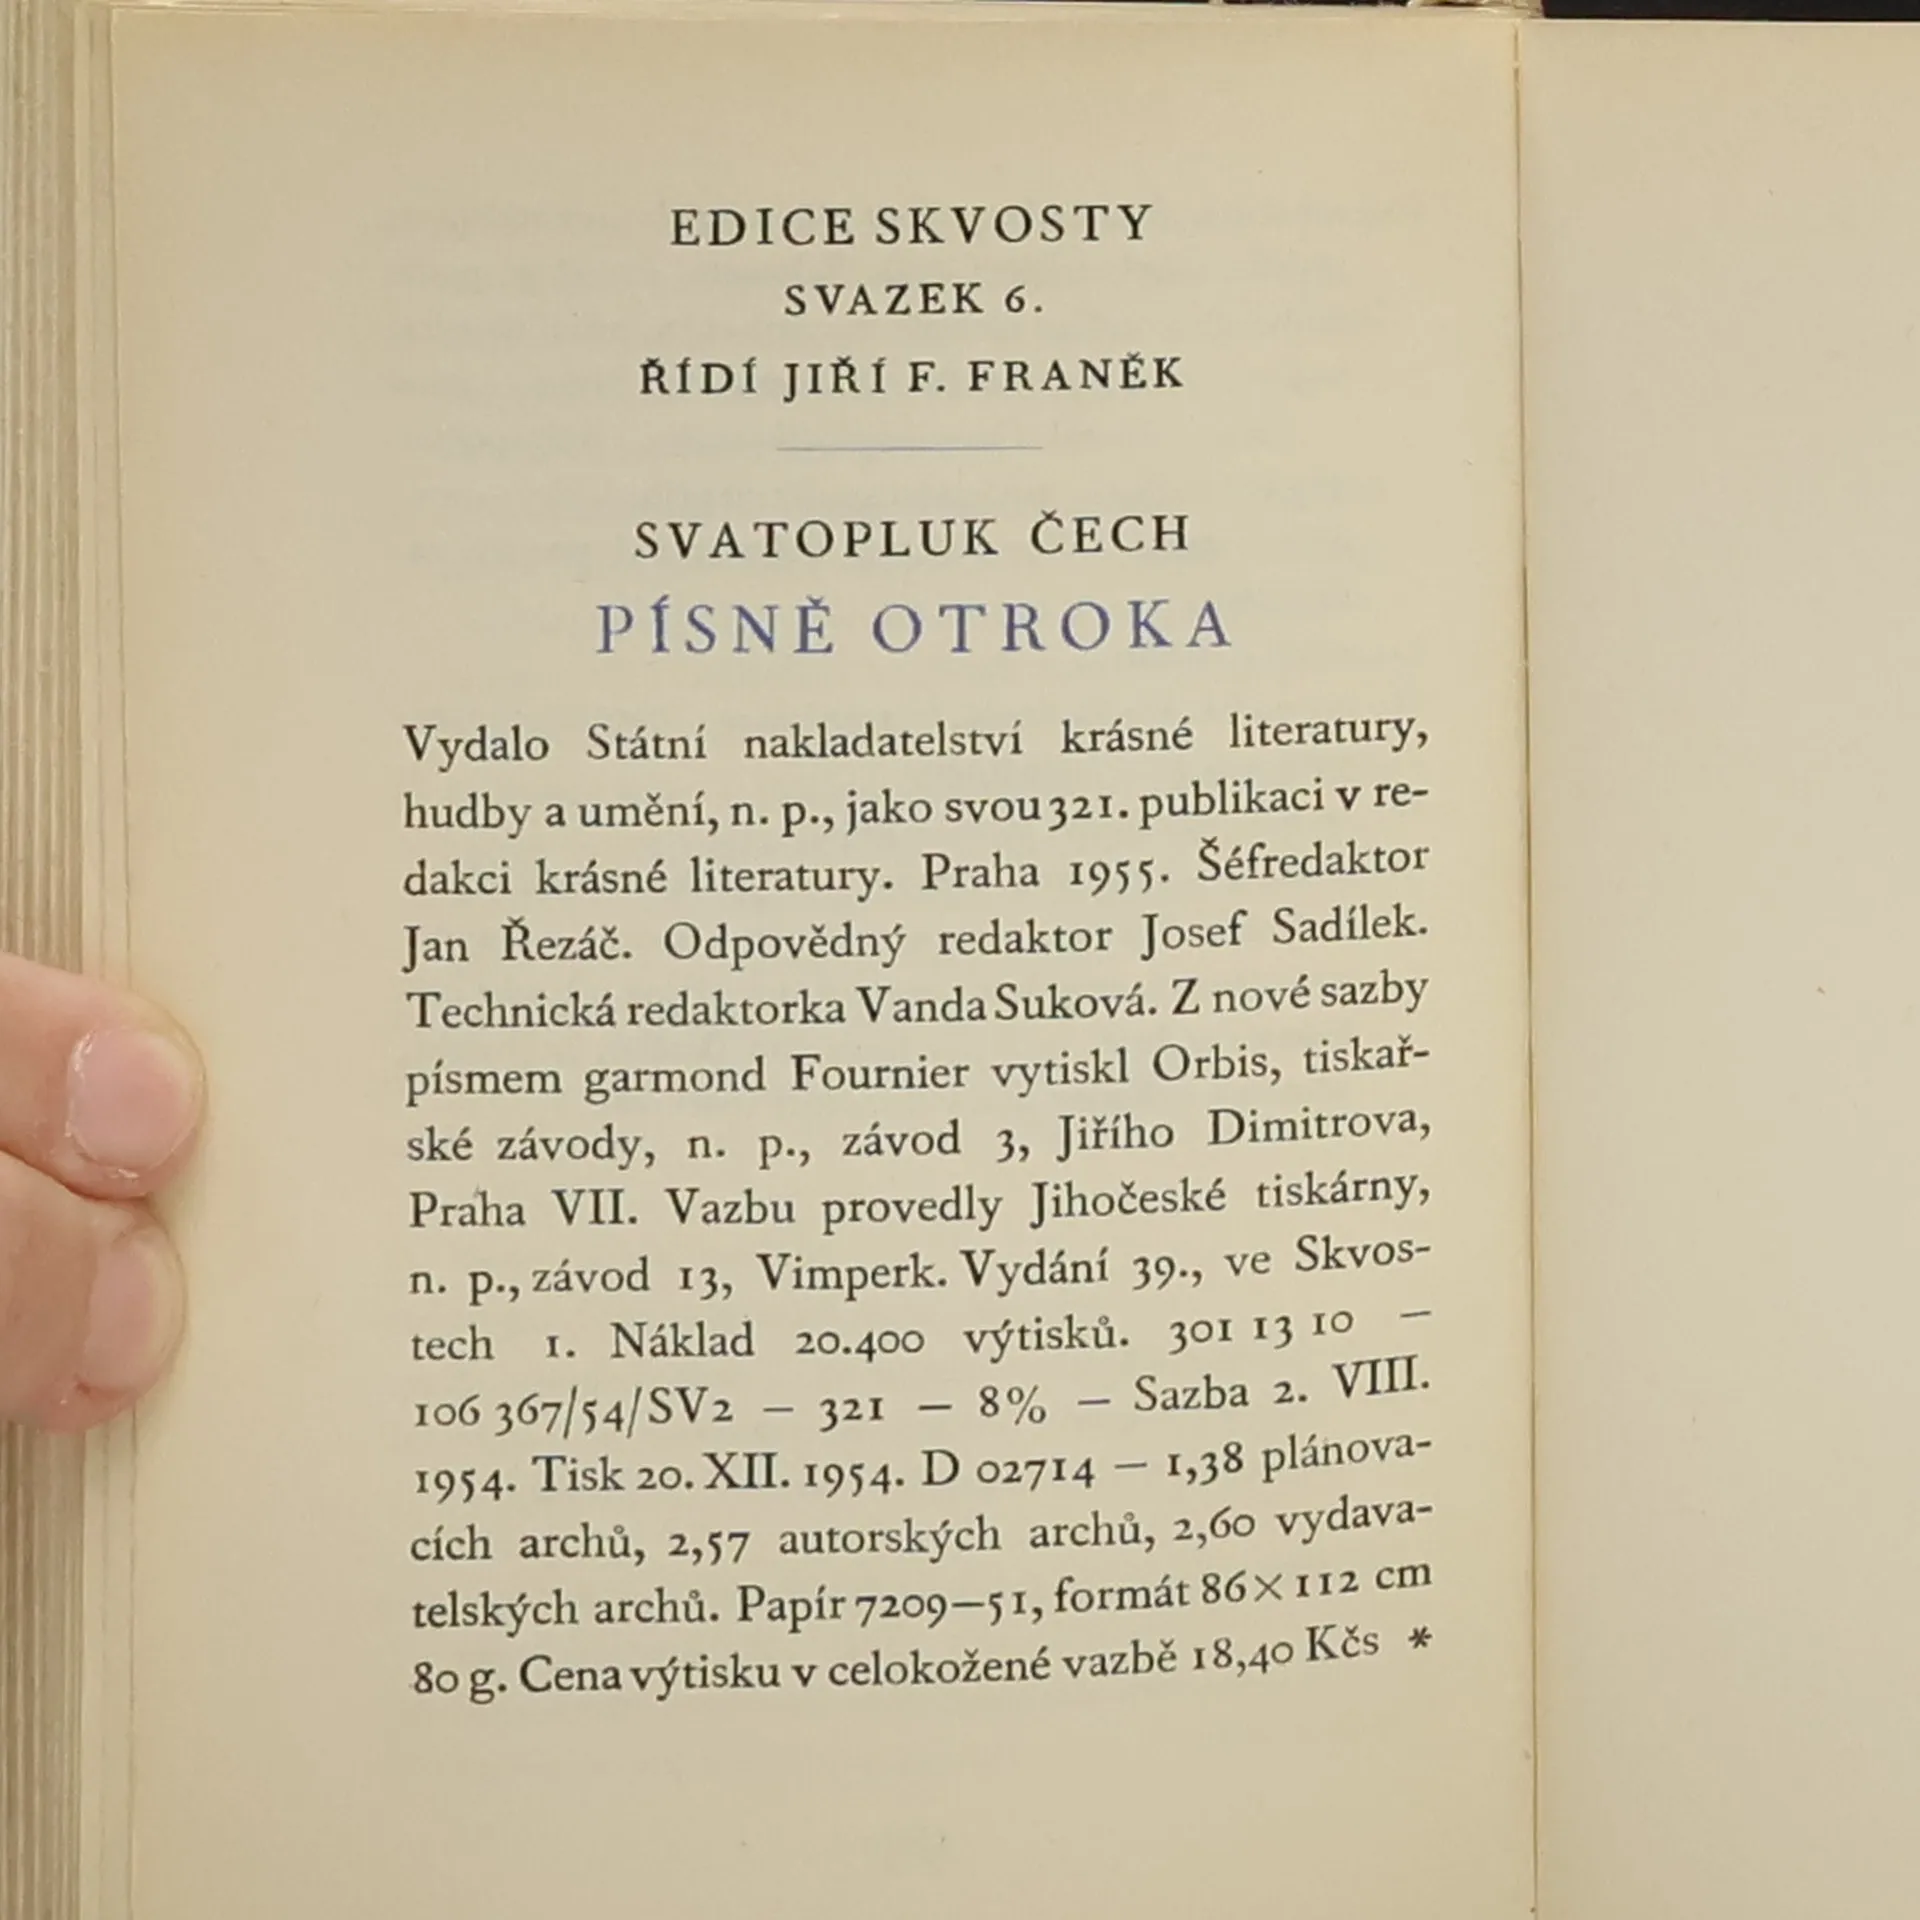 EDICE SKVOSTY
SVAZEK 6.
ŘÍDÍ JIŘÍ F. FRANĚK
SVATOPLUK ČECH
PÍSNĚ OTROKA
Vydalo Státní nakladatelství krásné literatury,
hudby a umění, n. p., jako svou 321. publikaci v re-
dakci krásné literatury. Praha 1955. Šéfredaktor
Jan Řezáč. Odpovědný redaktor Josef Sadílek.
Technická redaktorka Vanda Suková. Z nové sazby
písmem garmond Fournier vytiskl Orbis, tiskař-
ské závody, n. p., závod 3, Jiřího Dimitrova,
Praha VII. Vazbu provedly Jihočeské tiskárny,
n. p., závod 13, Vimperk. Vydání 39., ve Skvos-
tech 1. Náklad 20.400 výtisků. 301 13 10 —
106 367/54/SV2 — 321 — 8% — Sazba 2. VIII.
1954. Tisk 20. XII. 1954. D 02714 — 1,38 plánova-
cích archů, 2,57 autorských archů, 2,60 vydava-
telských archů. Papír 7209—51, formát 86×112 cm
80 g. Cena výtisku v celokožené vazbě 18,40 Kčs *